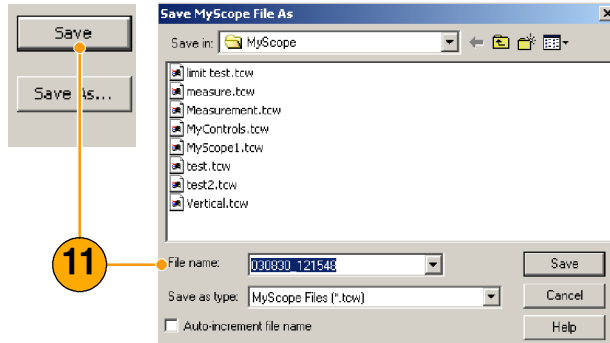 Save
Save As...
11
Save MyScope File As
Save in: MyScope
limit test.tcw
measure.tcw
Measurement.tcw
MyControls.tcw
MyScope1.tcw
test.tcw
test2.tcw
Vertical.tcw
File name: 030830_121548
Save
Save as type: MyScope Files (*.tcw)
Cancel
Auto-increment file name
Help